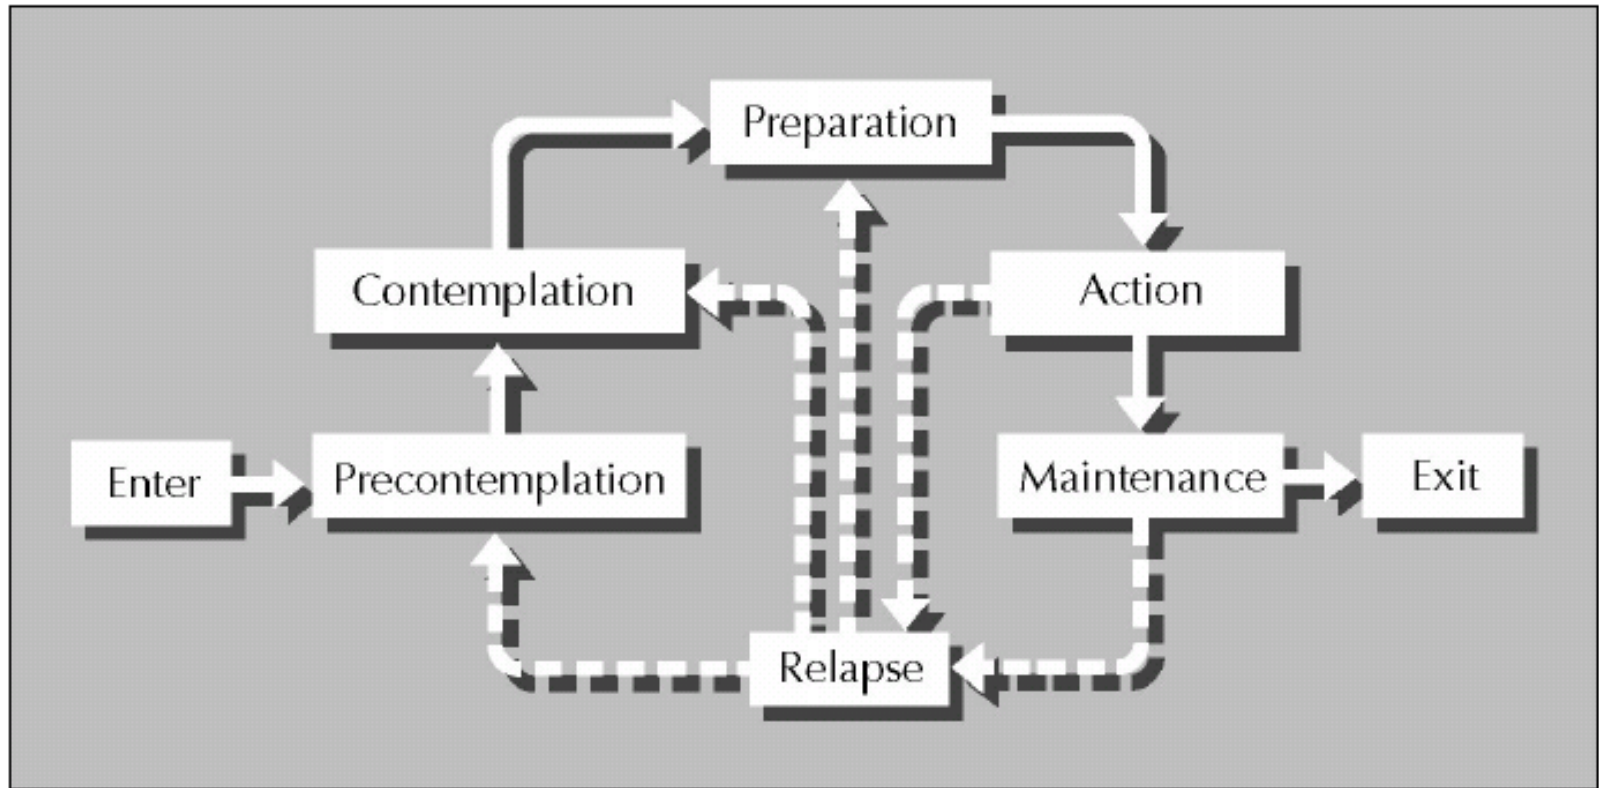 Preparation
Contemplation
Action
Enter
Precontemplation
Maintenance
Exit
Relapse